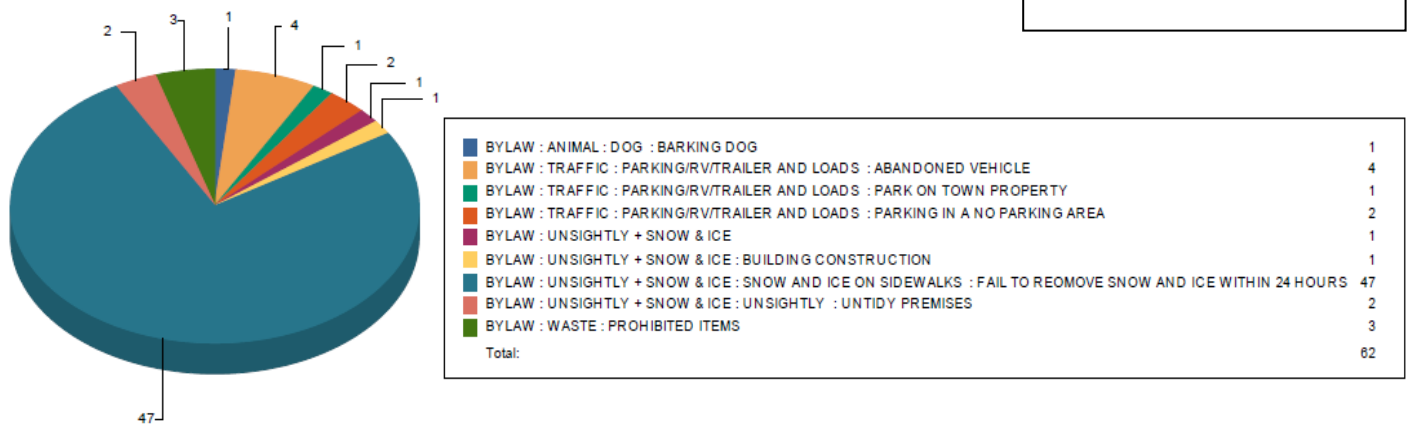 2
3
1
4
1
2
1
1
47
BYLAW : ANIMAL : DOG : BARKING DOG 1
BYLAW : TRAFFIC : PARKING/RV/TRAILER AND LOADS : ABANDONED VEHICLE 4
BYLAW : TRAFFIC : PARKING/RV/TRAILER AND LOADS : PARK ON TOWN PROPERTY 1
BYLAW : TRAFFIC : PARKING/RV/TRAILER AND LOADS : PARKING IN A NO PARKING AREA 2
BYLAW : UNSIGHTLY + SNOW & ICE 1
BYLAW : UNSIGHTLY + SNOW & ICE : BUILDING CONSTRUCTION 1
BYLAW : UNSIGHTLY + SNOW & ICE : SNOW AND ICE ON SIDEWALKS : FAIL TO REOMOVE SNOW AND ICE WITHIN 24 HOURS 47
BYLAW : UNSIGHTLY + SNOW & ICE : UNSIGHTLY : UNTIDY PREMISES 2
BYLAW : WASTE : PROHIBITED ITEMS 3
Total: 62